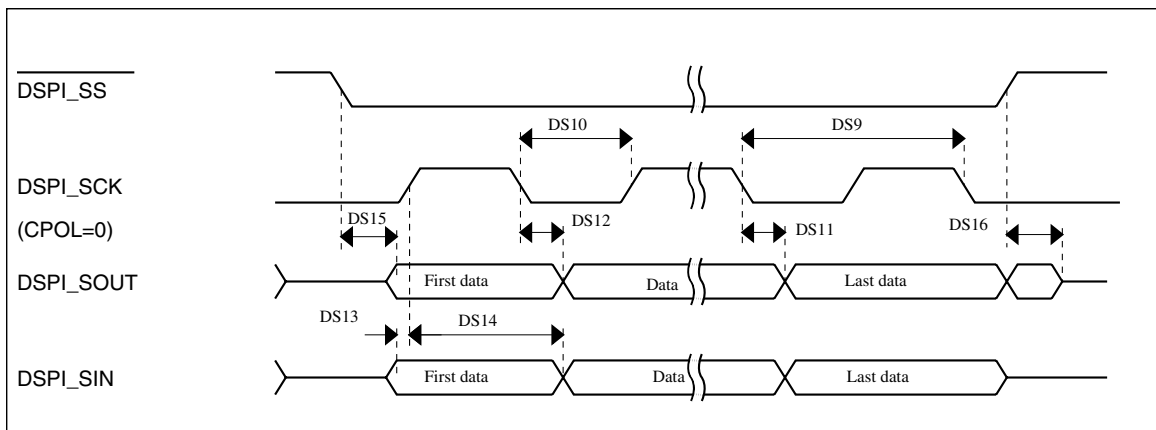 DSPI_SS
DS10
DS9
DSPI_SCK
(CPOL=0)
DS15
DS12
DS11
DS16
DSPI_SOUT
First data
Data
Last data
DS13
DS14
DSPI_SIN
First data
Data
Last data